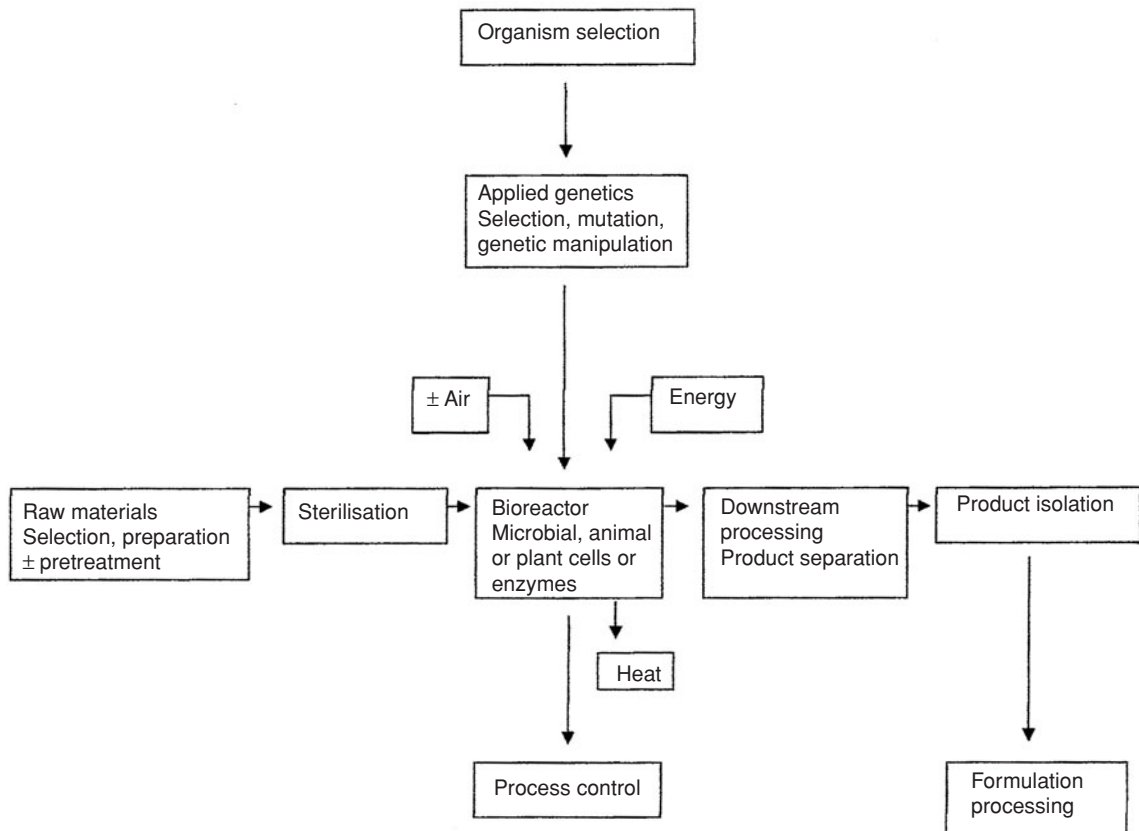 Organism selection
Applied genetics
Selection, mutation,
genetic manipulation
± Air
Energy
Raw materials
Selection, preparation
± pretreatment
Sterilisation
Bioreactor
Microbial, animal
or plant cells or
enzymes
Downstream
processing
Product separation
Product isolation
Heat
Process control
Formulation
processing